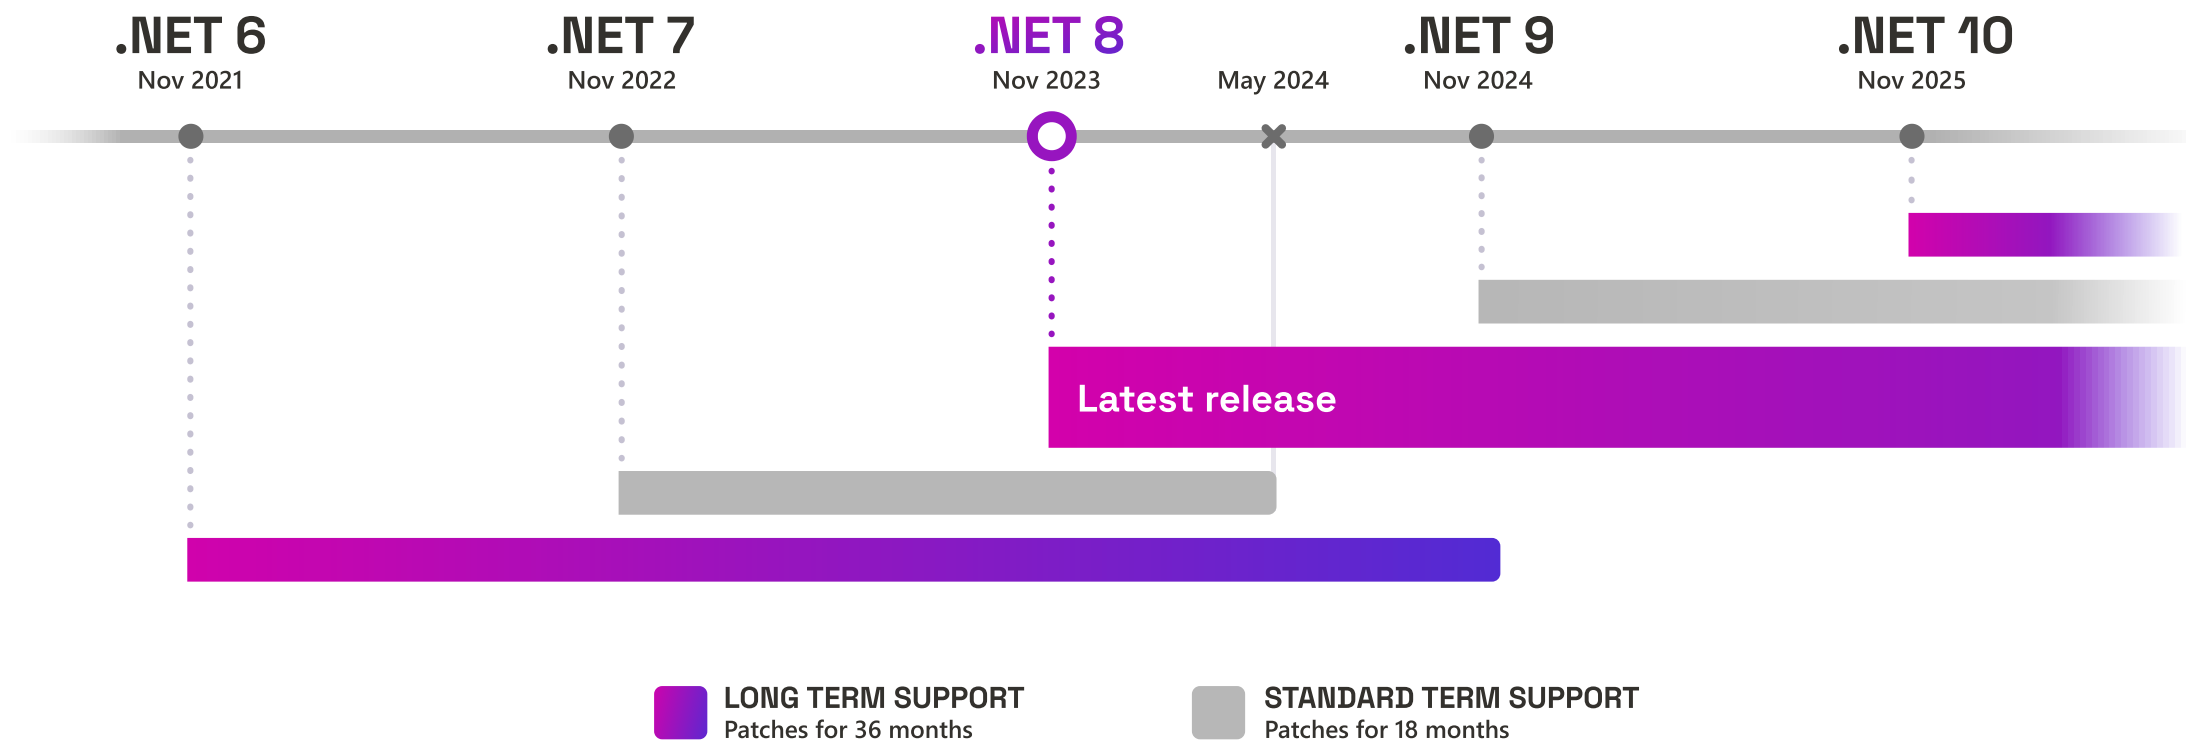 .NET 6
Nov 2021
.NET 7
Nov 2022
.NET 8
Nov 2023
May 2024
.NET 9
Nov 2024
.NET 10
Nov 2025
Latest release
LONG TERM SUPPORT
Patches for 36 months
STANDARD TERM SUPPORT
Patches for 18 months